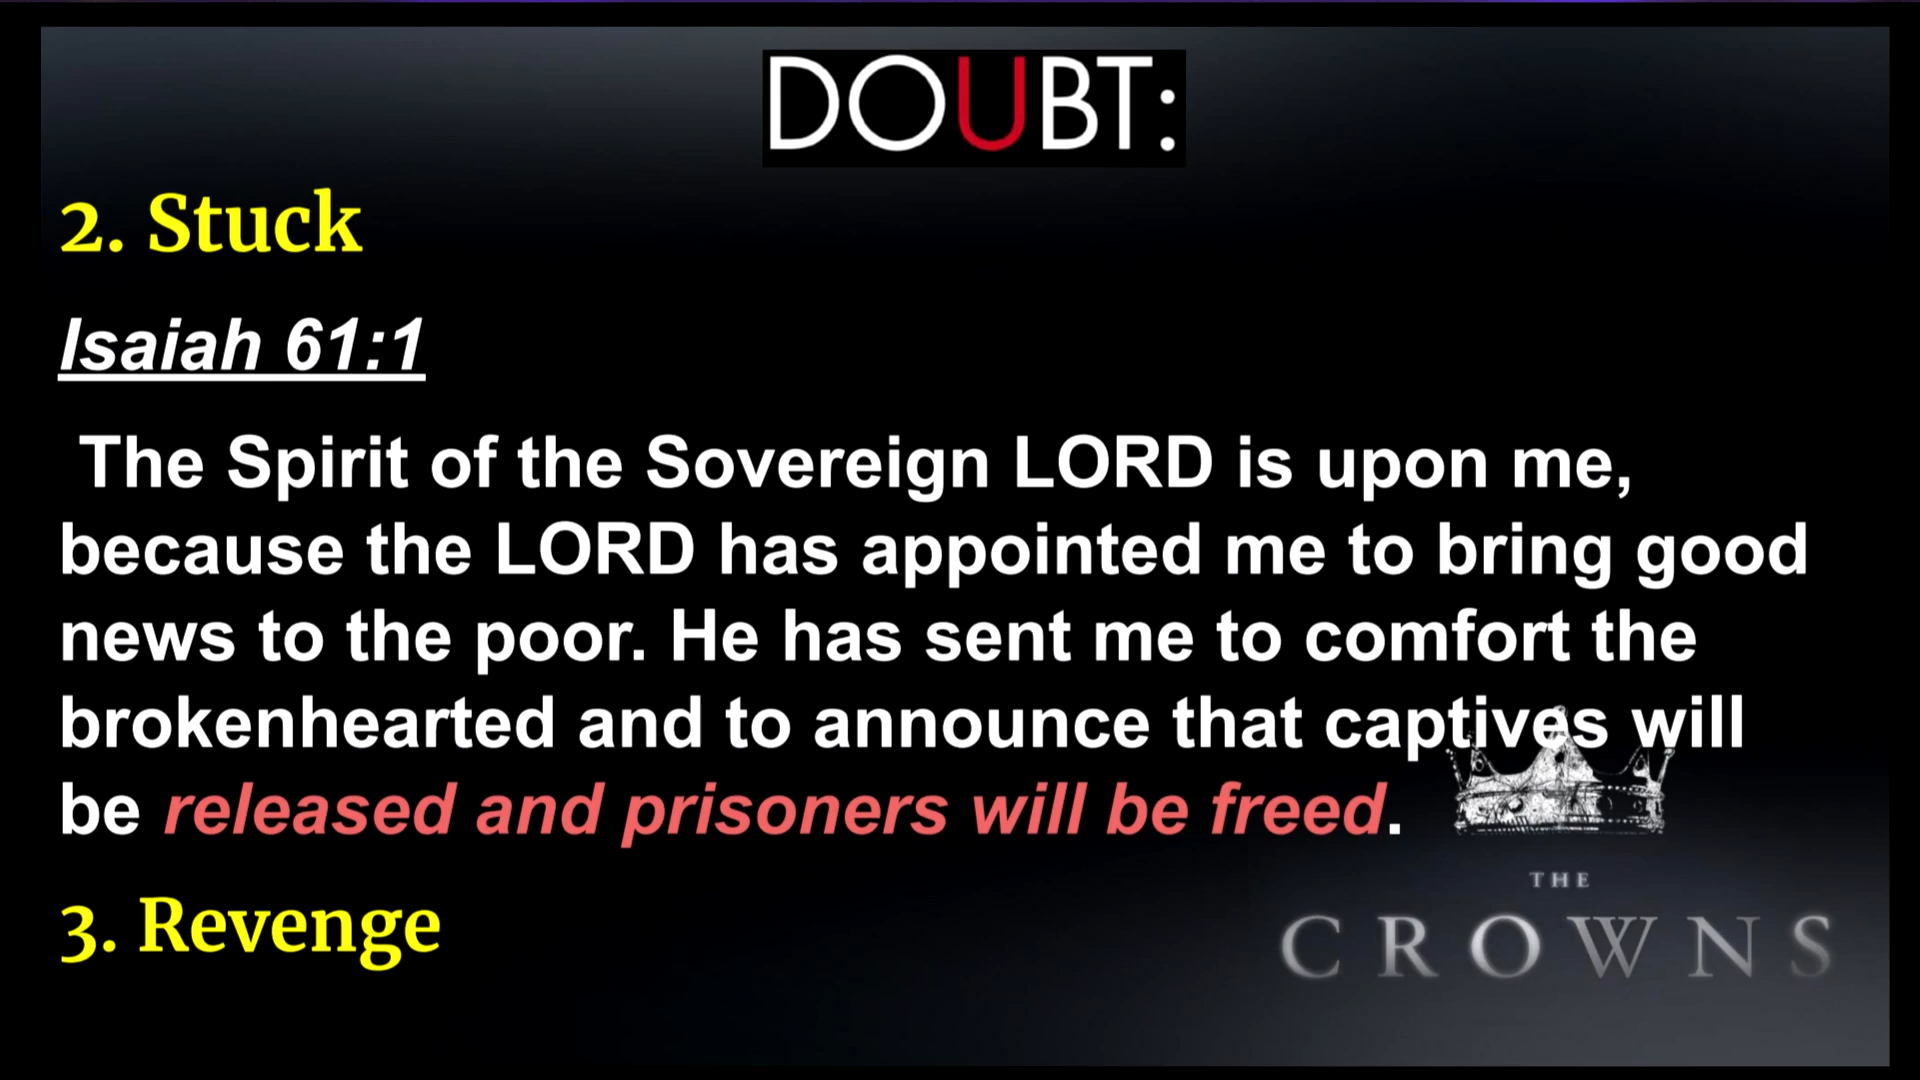 DOUBT:
2. Stuck
Isaiah 61:1
The Spirit of the Sovereign LORD is upon me,
because the LORD has appointed me to bring good
news to the poor. He has sent me to comfort the
brokenhearted and to announce that captives will
be released and prisoners will be freed.
THE
CROWNS
3. Revenge